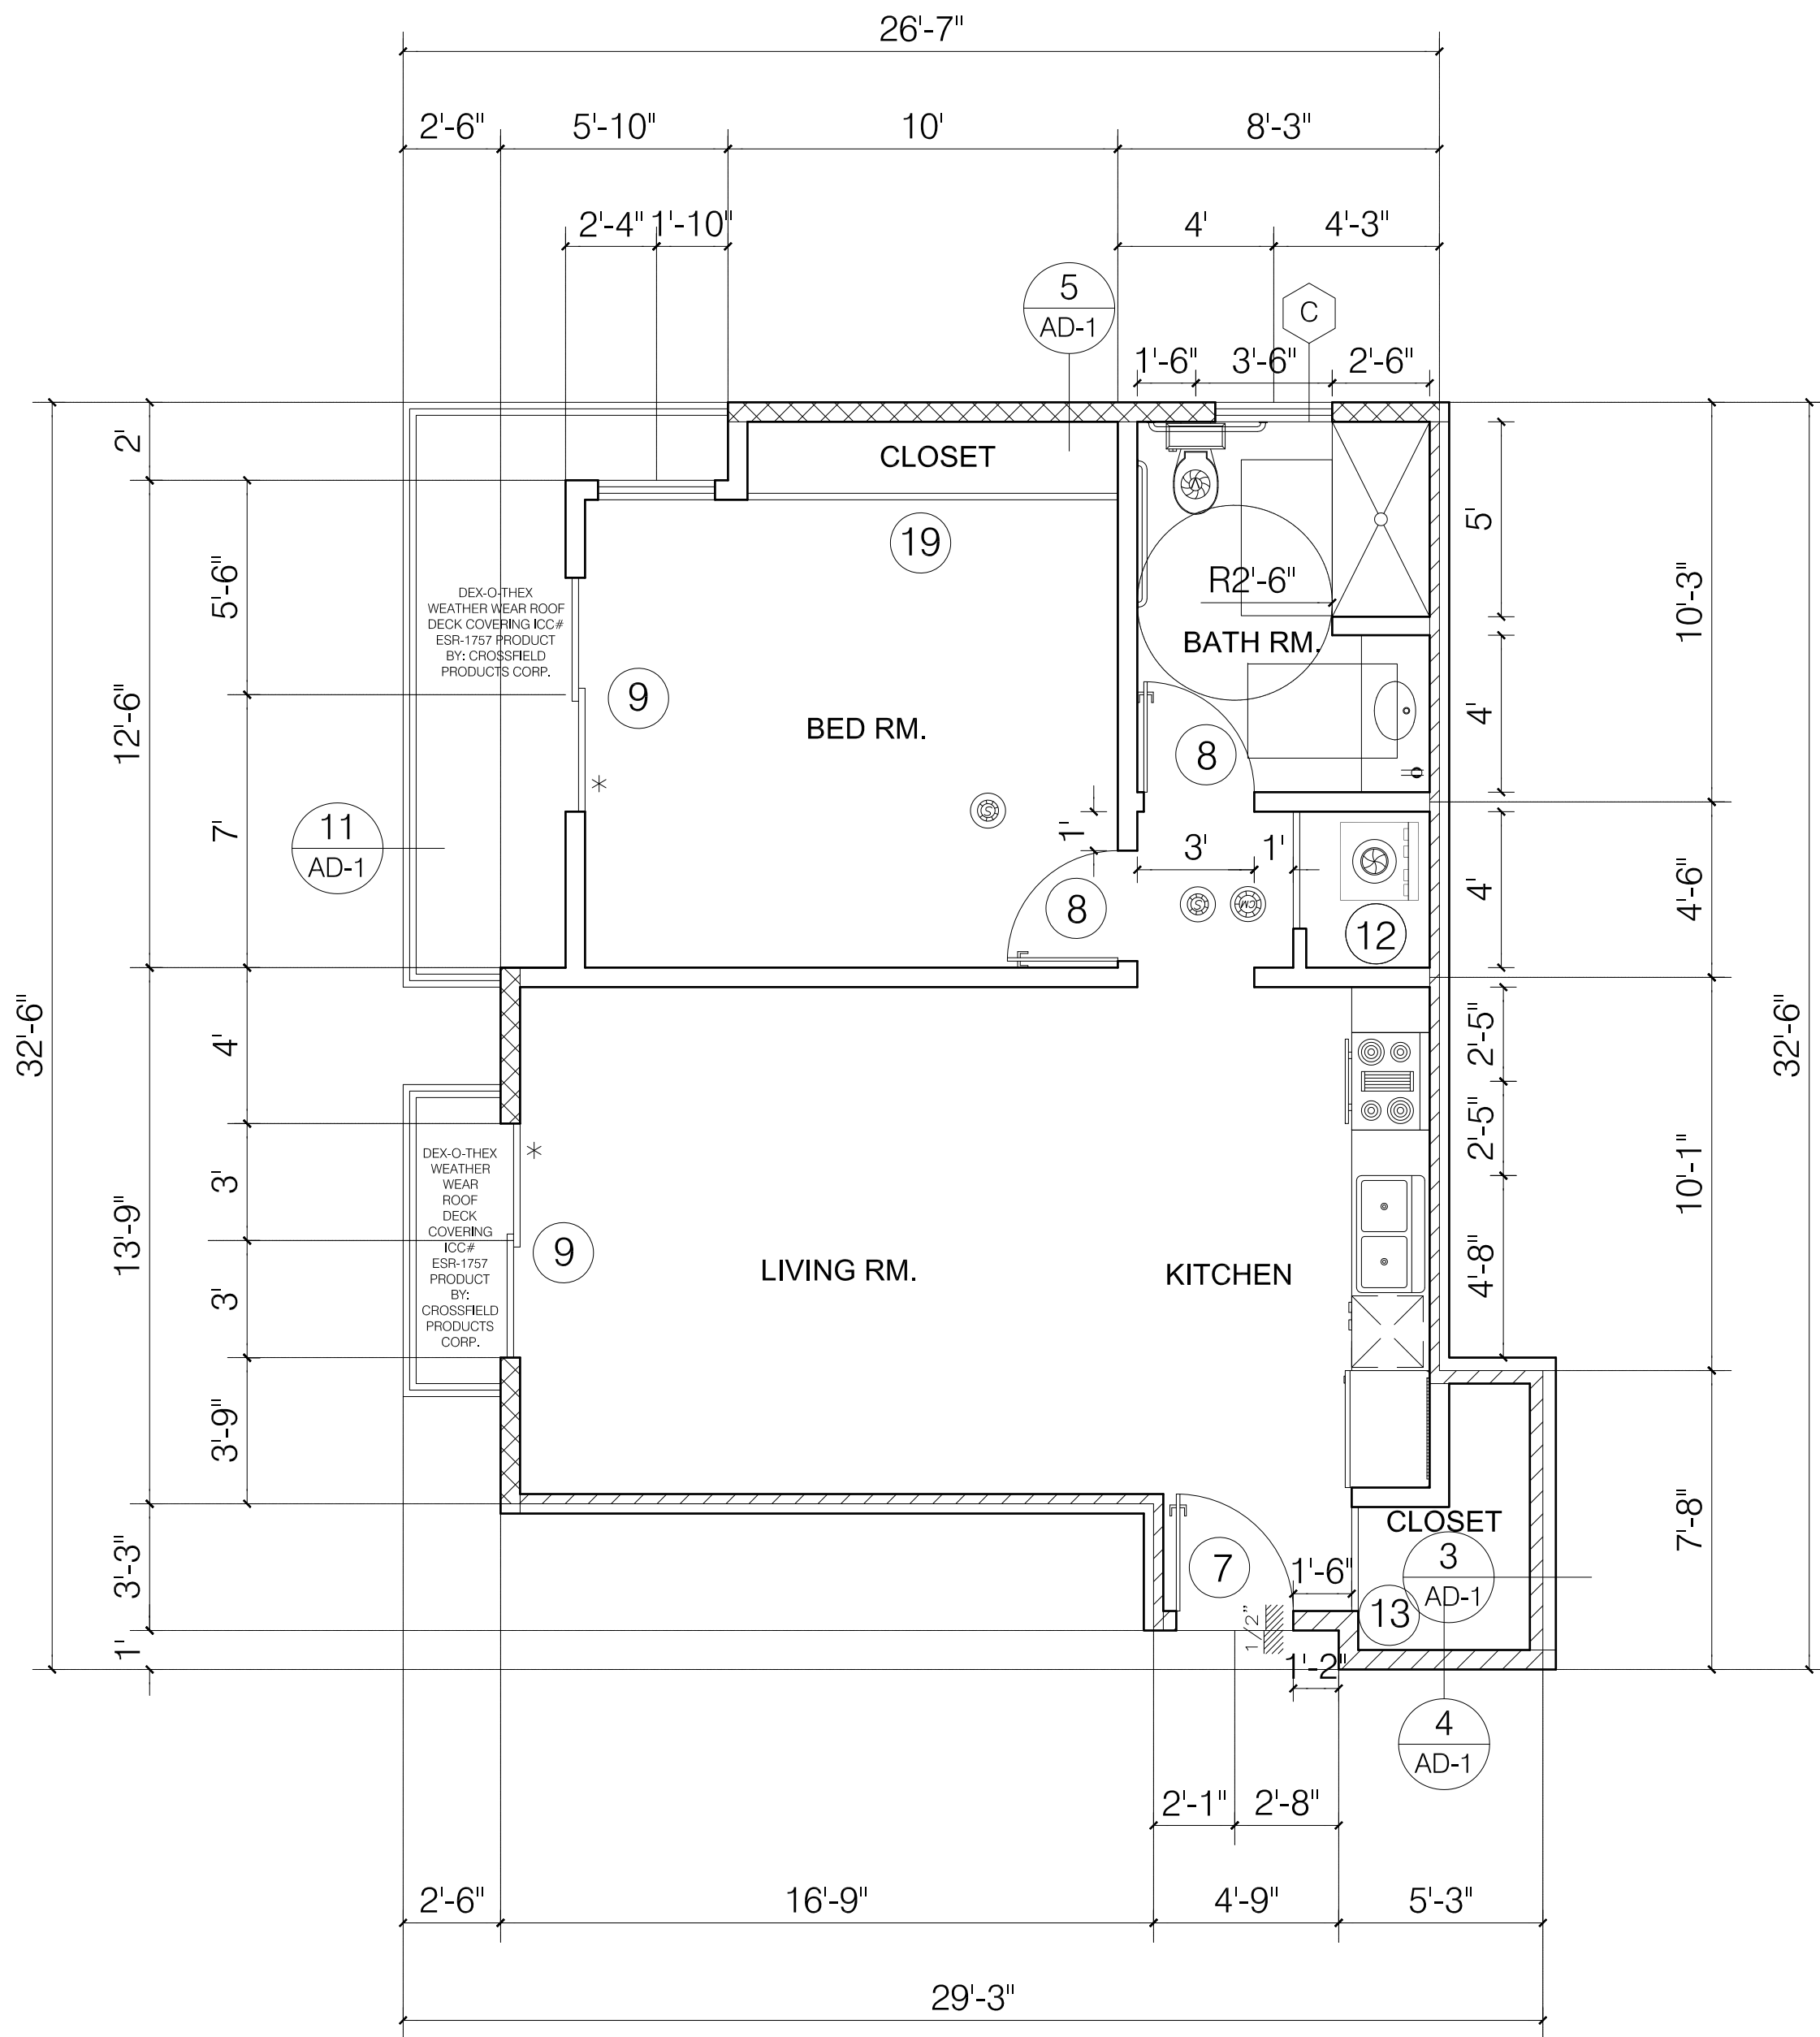 26'-7"
2'-6" 5'-10" 10' 8'-3"
2'-4" 1'-10" 4' 4'-3"
5
AD-1
C
1'-6" 3'-6" 2'-6"
2'
CLOSET
19
5'
5'-6"
R2'-6"
10'-3"
DEX-O-THEX
WEATHER WEAR ROOF
DECK COVERING ICC#
ESR-1757 PRODUCT
BY: CROSSFIELD
PRODUCTS CORP.
BATH RM.
12'-6"
9
BED RM.
4'
8
7'
11
AD-1
S
1'
3' 1'
4'
4'-6"
8
S
CM
12
32'-6"
32'-6"
4'
2'-5"
2'-5"
10'-1"
DEX-O-THEX
WEATHER
WEAR
ROOF
DECK
COVERING
ICC#
ESR-1757
PRODUCT
BY:
CROSSFIELD
PRODUCTS
CORP.
3'
13'-9"
9
LIVING RM.
KITCHEN
4'-8"
3'
3'-9"
CLOSET
7'-8"
3
AD-1
3'-3"
7
1'-6"
13
1/2"
1'
1'-2"
4
AD-1
2'-1" 2'-8"
2'-6" 16'-9" 4'-9" 5'-3"
29'-3"